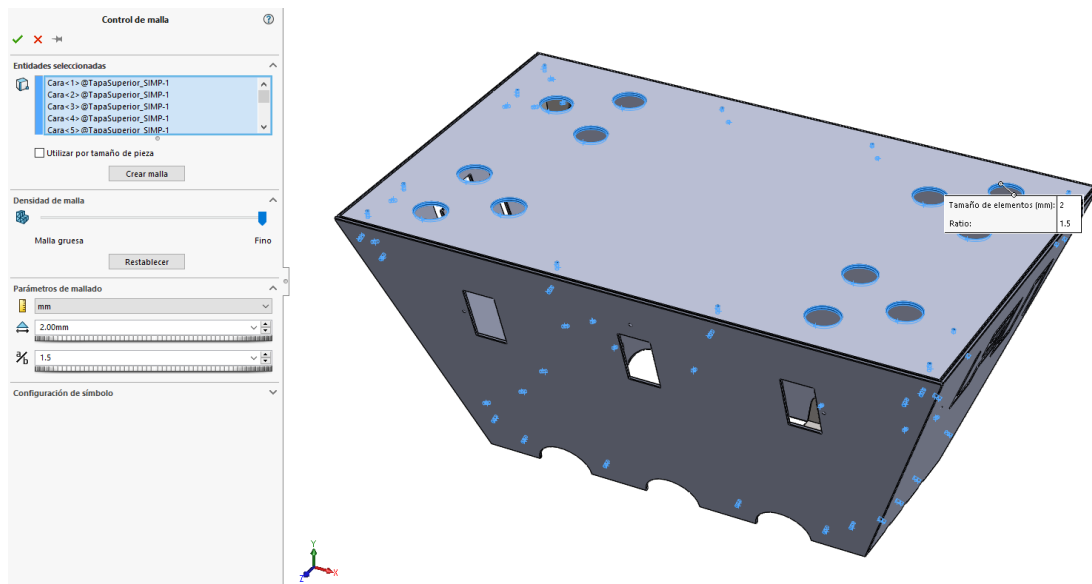 Control de malla
Entidades seleccionadas
Cara<1>@TapaSuperior_SIMP-1
Cara<2>@TapaSuperior_SIMP-1
Cara<3>@TapaSuperior_SIMP-1
Cara<4>@TapaSuperior_SIMP-1
Cara<5>@TapaSuperior_SIMP-1
Utilizar por tamaño de pieza
Crear malla
Densidad de malla
Malla gruesa Fino
Restablecer
Parámetros de mallado
mm
2.00mm
a/b 1.5
Configuración de símbolo
Tamaño de elementos (mm): 2
Ratio: 1.5
Y
Z X